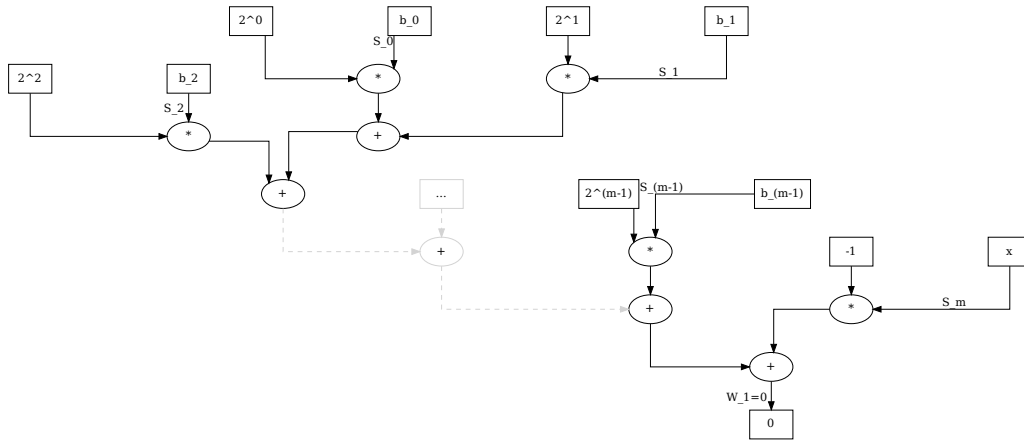 2^0
b_0
2^1
b_1
S_0
2^2
b_2
*
*
S_1
S_2
*
+
+
...
2^(m-1)
S_(m-1)
b_(m-1)
+
*
-1
x
+
*
S_m
+
W_1=0
0